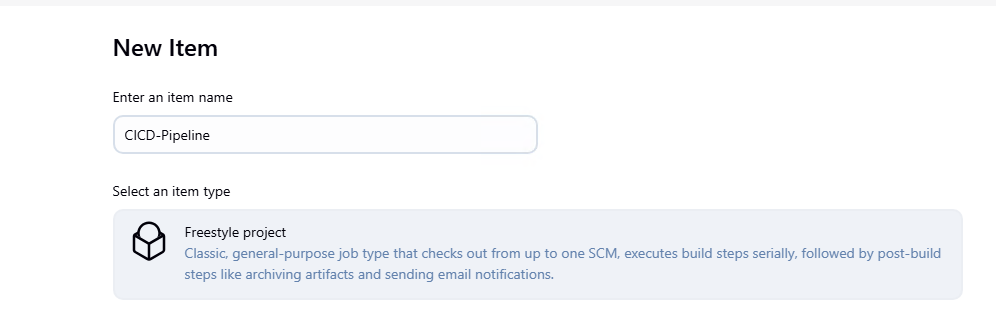 New Item
Enter an item name
CICD-Pipeline
Select an item type
Freestyle project
Classic, general-purpose job type that checks out from up to one SCM, executes build steps serially, followed by post-build
steps like archiving artifacts and sending email notifications.